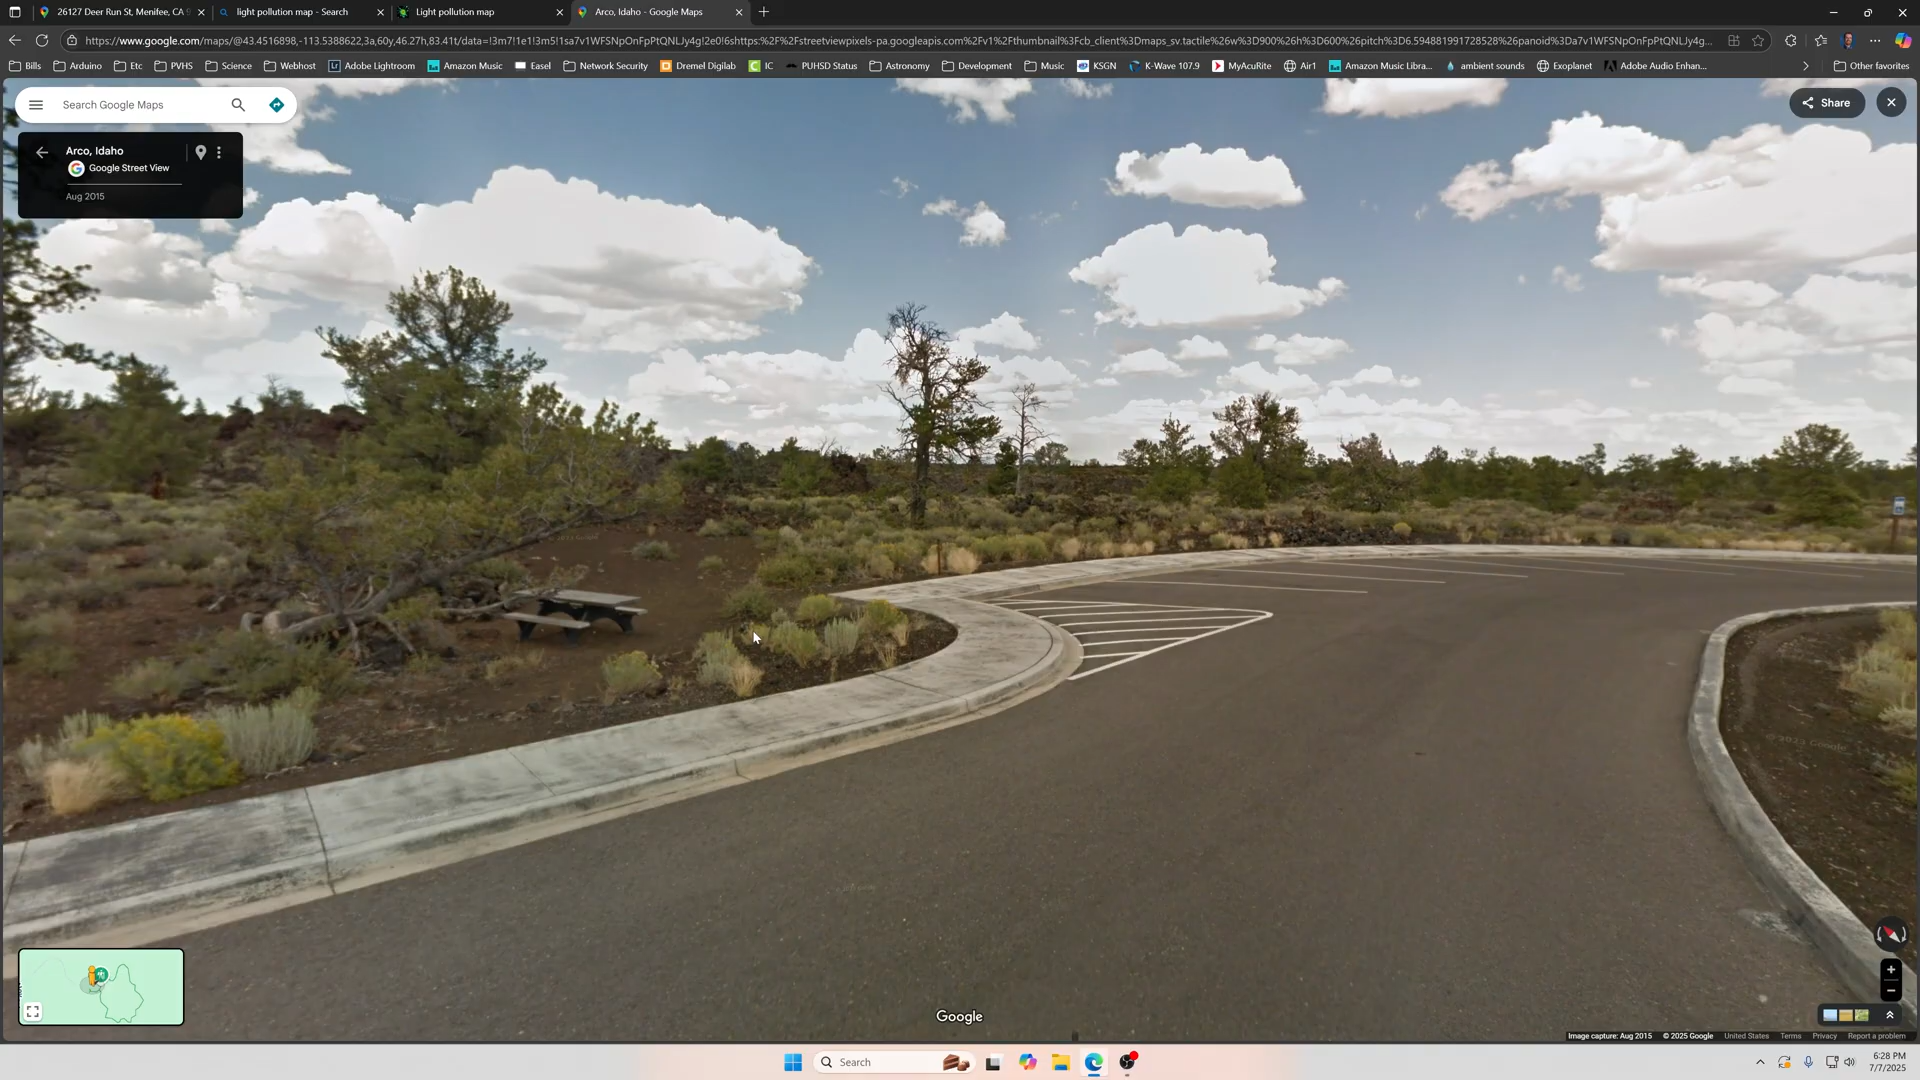 26127 Deer Run St, Menifee, CA 9
light pollution map - Search
Light pollution map
Arco, Idaho - Google Maps
https://www.google.com/maps/@43.4516898,-113.5388622,3a,60y,46.27h,83.41t/data=!3m7!1e1!3m5!1sa7v1WFSNpOnFpPtQNLJy4g!2e0!6shttps:%2F%2Fstreetviewpixels-pa.googleapis.com%2Fv1%2Fthumbnail%3Fcb_client%3Dmaps_sv.tactile%26w%3D900%26h%3D600%26pitch%3D6.594881991728528%26panoid%3Da7v1WFSNpOnFpPtQNLJy4g...
Bills
Arduino
Etc
PVHS
Science
Webhost
Adobe Lightroom
Amazon Music
Easel
Network Security
Dremel Digilab
IC
PUHSD Status
Astronomy
Development
Music
KSGN
K-Wave 107.9
MyAcuRite
Air1
Amazon Music Libra...
ambient sounds
Exoplanet
Adobe Audio Enhan...
Other favorites
Search Google Maps
Share
Arco, Idaho
Google Street View
Aug 2015
© 2023 Google
Google
Image capture: Aug 2015
© 2025 Google
United States
Terms
Privacy
Report a problem
Search
6:28 PM
7/7/2025